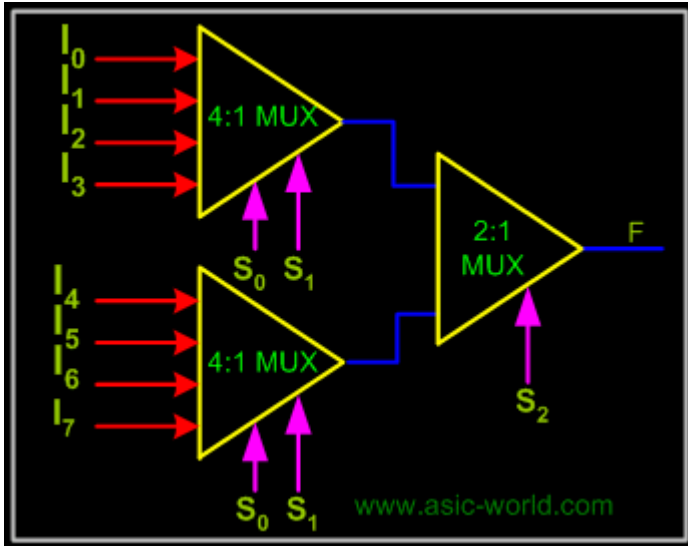 I0
I1
I2
I3
4:1 MUX
S0 S1
I4
I5
I6
I7
4:1 MUX
S0 S1
2:1
MUX
S2
F
www.asic-world.com